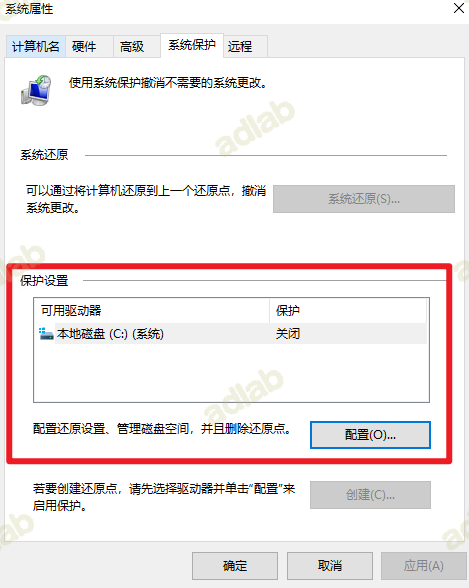 系统属性
计算机名 硬件 高级 系统保护 远程
使用系统保护撤消不需要的系统更改。
系统还原
可以通过将计算机还原到上一个还原点，撤消
系统更改。
系统还原(S)...
保护设置
可用驱动器 保护
本地磁盘 (C:) (系统) 关闭
配置还原设置、管理磁盘空间，并且删除还原点。
配置(O)...
若要创建还原点，请先选择驱动器并单击"配置"来
启用保护。
创建(C)...
确定 取消 应用(A)
adlab
adlab
adlab
adlab